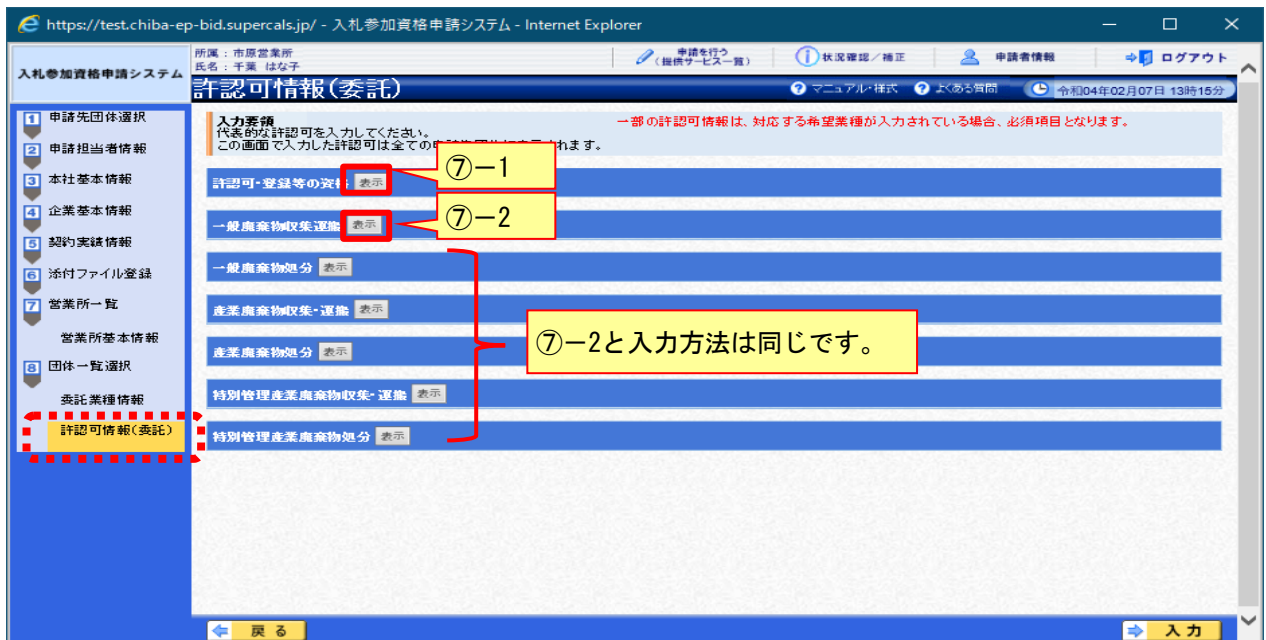 https://test.chiba-ep-bid.supercals.jp/ - 入札参加資格申請システム - Internet Explorer
入札参加資格申請システム
所属：市原営業所
氏名：千葉 はな子
申請を行う
（提供サービス一覧）
状況確認／補正
申請者情報
ログアウト
許認可情報(委託)
マニュアル・様式
よくある質問
令和04年02月07日 13時15分
1 申請先団体選択
2 申請担当者情報
3 本社基本情報
4 企業基本情報
5 契約実績情報
6 添付ファイル登録
7 営業所一覧
営業所基本情報
8 団体一覧選択
委託業種情報
許認可情報(委託)
入力要領
代表的な許認可を入力してください。
この画面で入力した許認可は全ての
されます。
一部の許認可情報は、対応する希望業種が入力されている場合、必須項目となります。
許認可・登録等の資格 表示
⑦－1
一般廃棄物収集運搬 表示
⑦－2
一般廃棄物処分 表示
産業廃棄物収集・運搬 表示
産業廃棄物処分 表示
特別管理産業廃棄物収集・運搬 表示
特別管理産業廃棄物処分 表示
⑦－2と入力方法は同じです。
戻る
入力